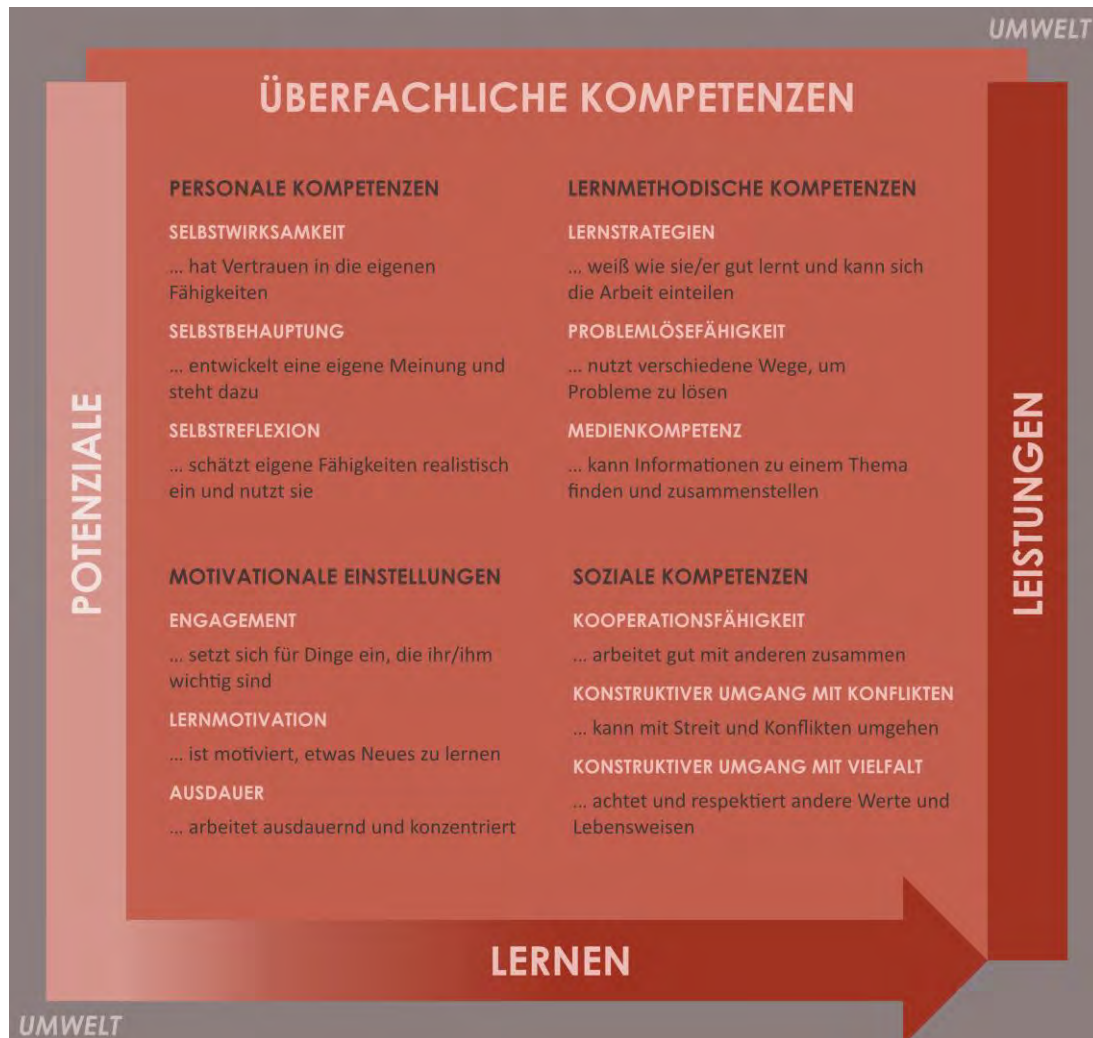 UMWELT
ÜBERFACHLICHE KOMPETENZEN
POTENZIALE
PERSONALE KOMPETENZEN
SELBSTWIRKSAMKEIT
... hat Vertrauen in die eigenen
Fähigkeiten
SELBSTBEHAUPTUNG
... entwickelt eine eigene Meinung und
steht dazu
SELBSTREFLEXION
... schätzt eigene Fähigkeiten realistisch
ein und nutzt sie
LERNMETHODISCHE KOMPETENZEN
LERNSTRATEGIEN
... weiß wie sie/er gut lernt und kann sich
die Arbeit einteilen
PROBLEMLÖSEFÄHIGKEIT
... nutzt verschiedene Wege, um
Probleme zu lösen
MEDIENKOMPETENZ
... kann Informationen zu einem Thema
finden und zusammenstellen
MOTIVATIONALE EINSTELLUNGEN
ENGAGEMENT
... setzt sich für Dinge ein, die ihr/ihm
wichtig sind
LERNMOTIVATION
... ist motiviert, etwas Neues zu lernen
AUSDAUER
... arbeitet ausdauernd und konzentriert
SOZIALE KOMPETENZEN
KOOPERATIONSFÄHIGKEIT
... arbeitet gut mit anderen zusammen
KONSTRUKTIVER UMGANG MIT KONFLIKTEN
... kann mit Streit und Konflikten umgehen
KONSTRUKTIVER UMGANG MIT VIELFALT
... achtet und respektiert andere Werte und
Lebensweisen
LEISTUNGEN
LERNEN
UMWELT